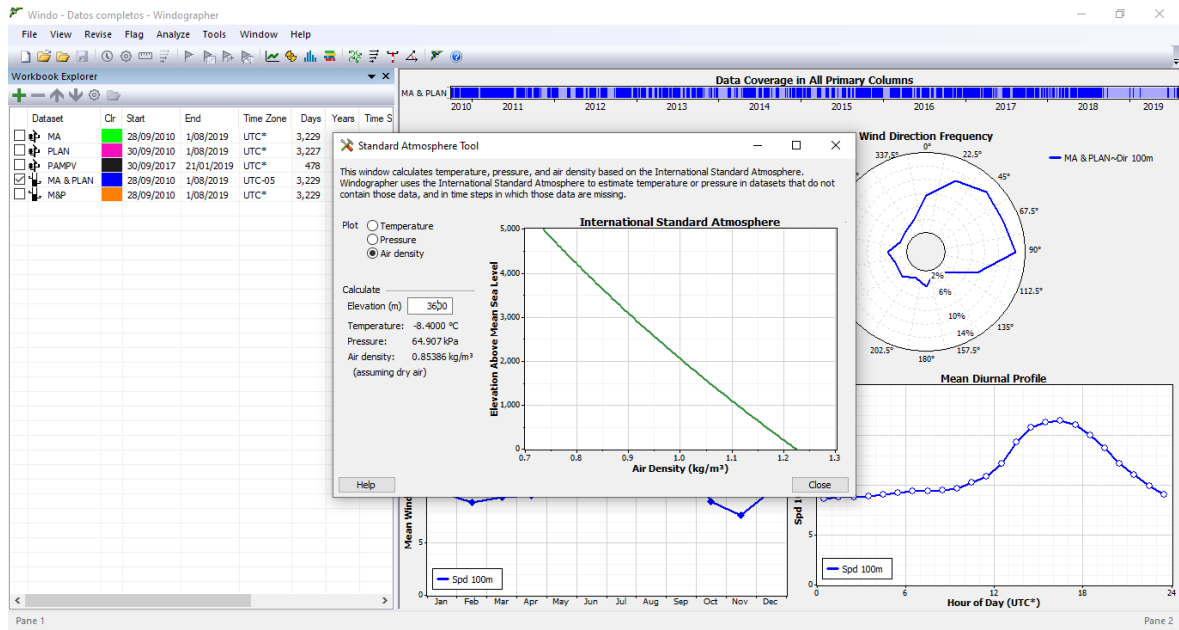 Windo - Datos completos - Windographer
File View Revise Flag Analyze Tools Window Help
Workbook Explorer
Dataset Clr Start End Time Zone Days Years Time S
MA 28/09/2010 1/08/2019 UTC* 3,229
PLAN 30/09/2010 1/08/2019 UTC* 3,227
PAMPV 30/09/2017 21/01/2019 UTC* 478
MA & PLAN 28/09/2010 1/08/2019 UTC-05 3,229
M&P 28/09/2010 1/08/2019 UTC* 3,229
Data Coverage in All Primary Columns
MA & PLAN
2010 2011 2012 2013 2014 2015 2016 2017 2018 2019
Standard Atmosphere Tool
This window calculates temperature, pressure, and air density based on the International Standard Atmosphere.
Windographer uses the International Standard Atmosphere to estimate temperature or pressure in datasets that do not
contain those data, and in time steps in which those data are missing.
Plot Temperature
Pressure
Air density
Calculate
Elevation (m) 3600
Temperature: -8.4000 °C
Pressure: 64.907 kPa
Air density: 0.85386 kg/m³
(assuming dry air)
International Standard Atmosphere
Elevation Above Mean Sea Level
5,000
4,000
3,000
2,000
1,000
0
0.7 0.8 0.9 1.0 1.1 1.2 1.3
Air Density (kg/m³)
Help Close
Wind Direction Frequency
MA & PLAN~Dir 100m
337.5° 0° 22.5°
45°
67.5°
90°
112.5°
135°
157.5°
180°
202.5°
2%
6%
10%
14%
Mean Wind
5
0
Spd 100m
Jan Feb Mar Apr May Jun Jul Aug Sep Oct Nov Dec
Mean Diurnal Profile
Spd 1
5
0
Spd 100m
0 6 12 18 24
Hour of Day (UTC*)
Pane 1 Pane 2